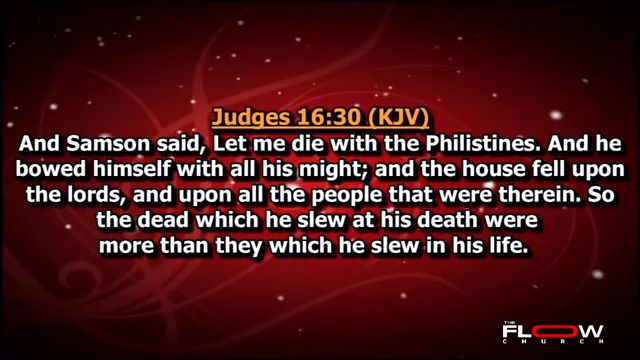 Judges 16:30 (KJV)
And Samson said, Let me die with the Philistines. And he
bowed himself with all his might; and the house fell upon
the lords, and upon all the people that were therein. So
the dead which he slew at his death were
more than they which he slew in his life.
THE
FLOW
CHURCH